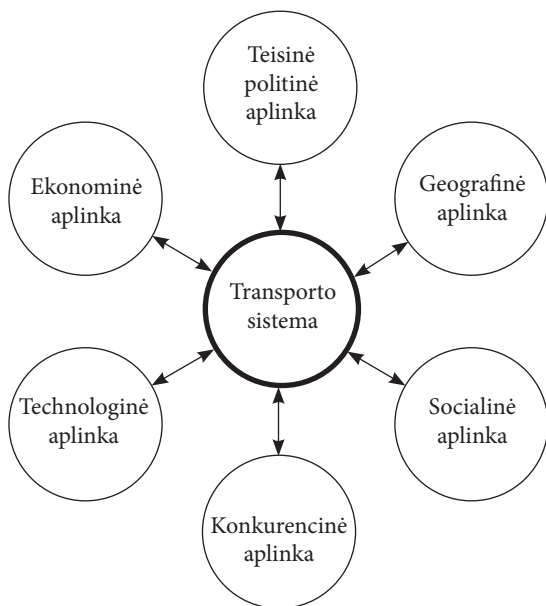 Teisinė
politinė
aplinka
Ekonominė
aplinka
Geografinė
aplinka
Transporto
sistema
Technologinė
aplinka
Socialinė
aplinka
Konkurencinė
aplinka